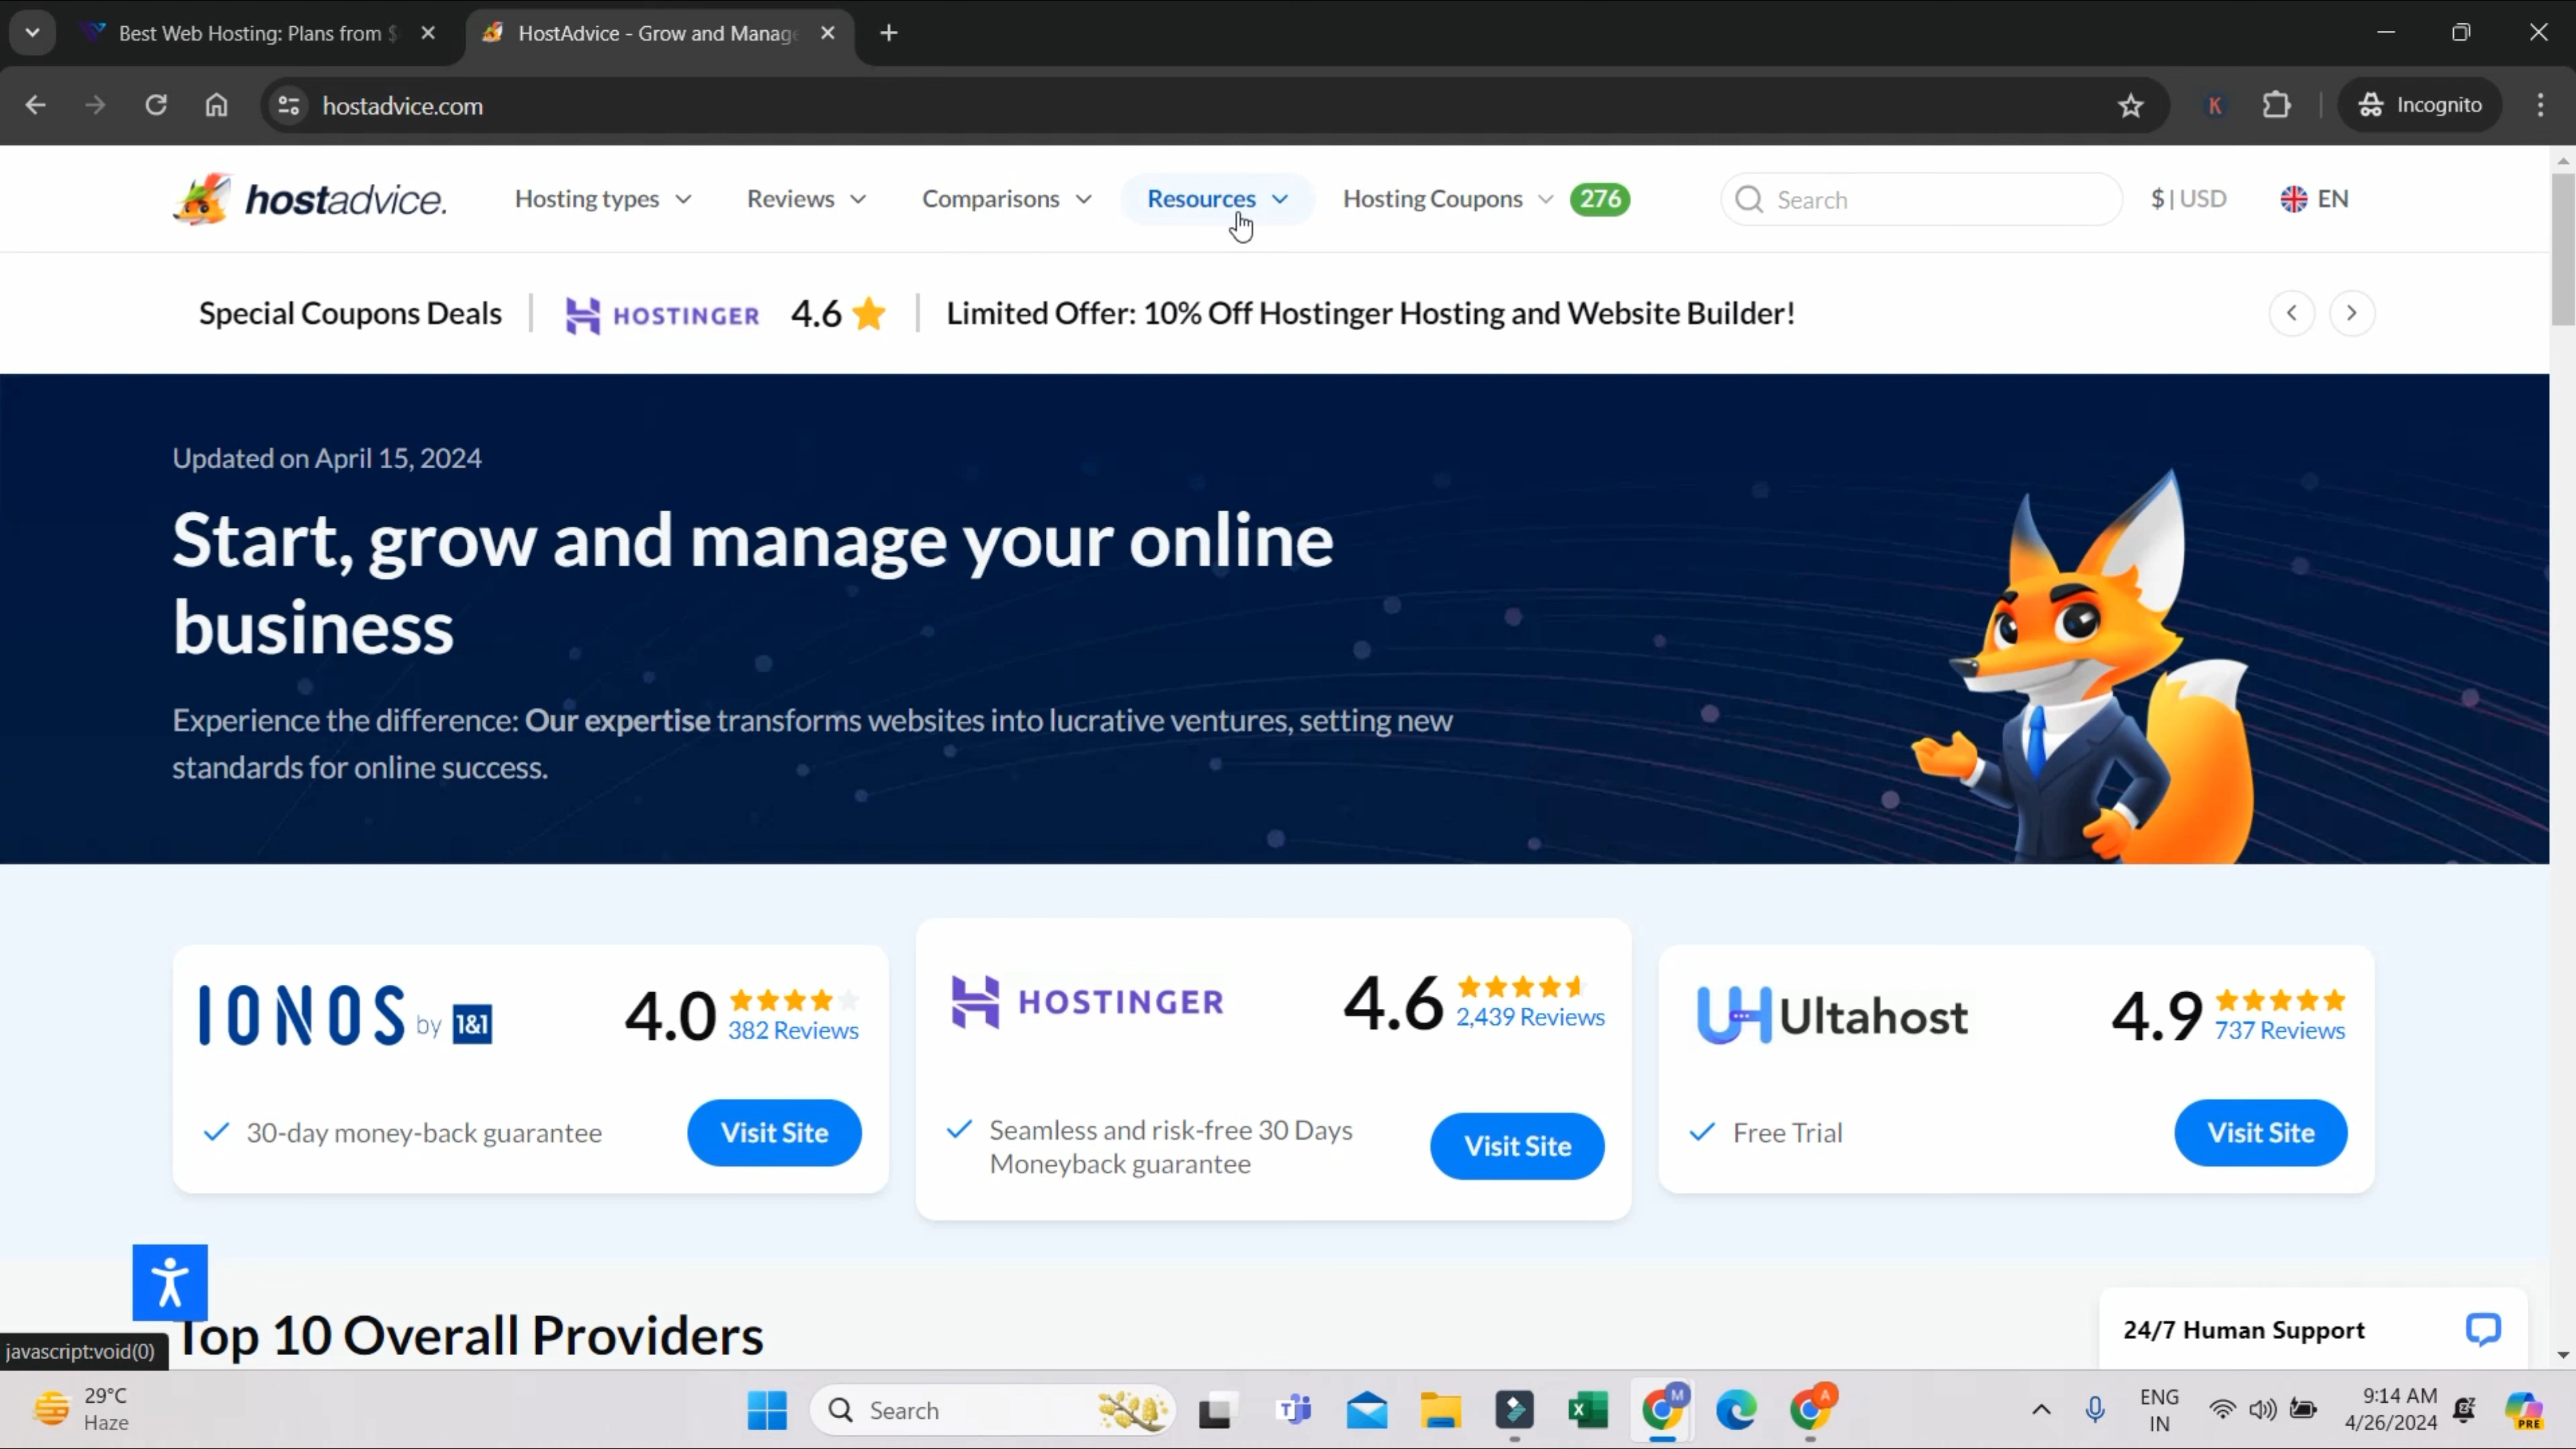 Best Web Hosting: Plans from $
HostAdvice - Grow and Manage
hostadvice.com
K
Incognito
hostadvice.
Hosting types
Reviews
Comparisons
Resources
Hosting Coupons 276
Search
$ | USD
EN
Special Coupons Deals
HOSTINGER 4.6
Limited Offer: 10% Off Hostinger Hosting and Website Builder!
Updated on April 15, 2024
Start, grow and manage your online
business
Experience the difference: Our expertise transforms websites into lucrative ventures, setting new
standards for online success.
IONOS by 1&1
4.0
382 Reviews
30-day money-back guarantee
Visit Site
HOSTINGER
4.6
2,439 Reviews
Seamless and risk-free 30 Days
Moneyback guarantee
Visit Site
Ultahost
4.9
737 Reviews
Free Trial
Visit Site
Top 10 Overall Providers
24/7 Human Support
javascript:void(0)
29°C
Haze
Search
M
A
ENG
IN
9:14 AM
4/26/2024
PRE